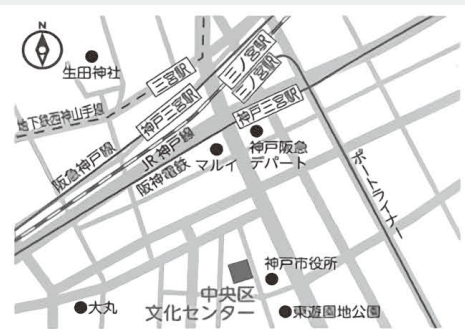 N
生田神社
三宮駅
三ノ宮駅
三ノ宮駅
地下鉄西神山手線
神戸三宮駅
神戸三宮駅
阪急神戸線
JR神戸線
阪神電鉄
マルイ
神戸阪急
デパート
ポートライナー
神戸市役所
中央区
文化センター
大丸
東遊園地公園